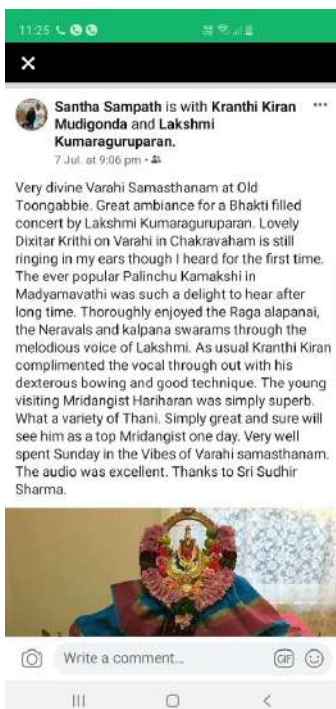 11:25
Santha Sampath is with Kranthi Kiran
Mudigonda and Lakshmi
Kumaraguruparan.
7 Jul. at 9:06 pm •
Very divine Varahi Samasthanam at Old
Toongabbie. Great ambiance for a Bhakti filled
concert by Lakshmi Kumaraguruparan. Lovely
Dixitar Krithi on Varahi in Chakravaham is still
ringing in my ears though I heard for the first time.
The ever popular Palinchu Kamakshi in
Madyamavathi was such a delight to hear after
long time. Thoroughly enjoyed the Raga alapanai,
the Neravals and kalpana swarams through the
melodious voice of Lakshmi. As usual Kranthi Kiran
complimented the vocal through out with his
dexterous bowing and good technique. The young
visiting Mridangist Hariharan was simply superb.
What a variety of Thani. Simply great and sure will
see him as a top Mridangist one day. Very well
spent Sunday in the Vibes of Varahi samasthanam.
The audio was excellent. Thanks to Sri Sudhir
Sharma.
Write a comment...
GIF